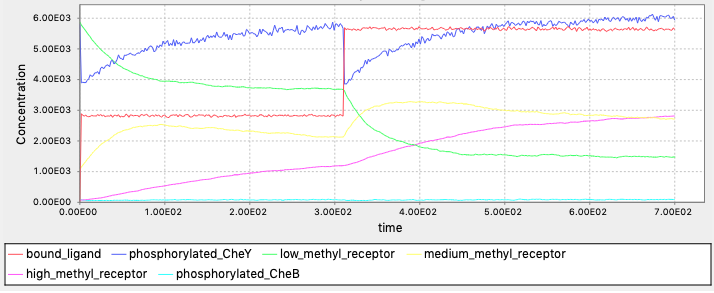 6.00E03
5.00E03
4.00E03
3.00E03
2.00E03
1.00E03
0.00E00
Concentration
0.00E00 1.00E02 2.00E02 3.00E02 4.00E02 5.00E02 6.00E02 7.00E02
time
bound_ligand phosphorylated_CheY low_methyl_receptor medium_methyl_receptor
high_methyl_receptor phosphorylated_CheB